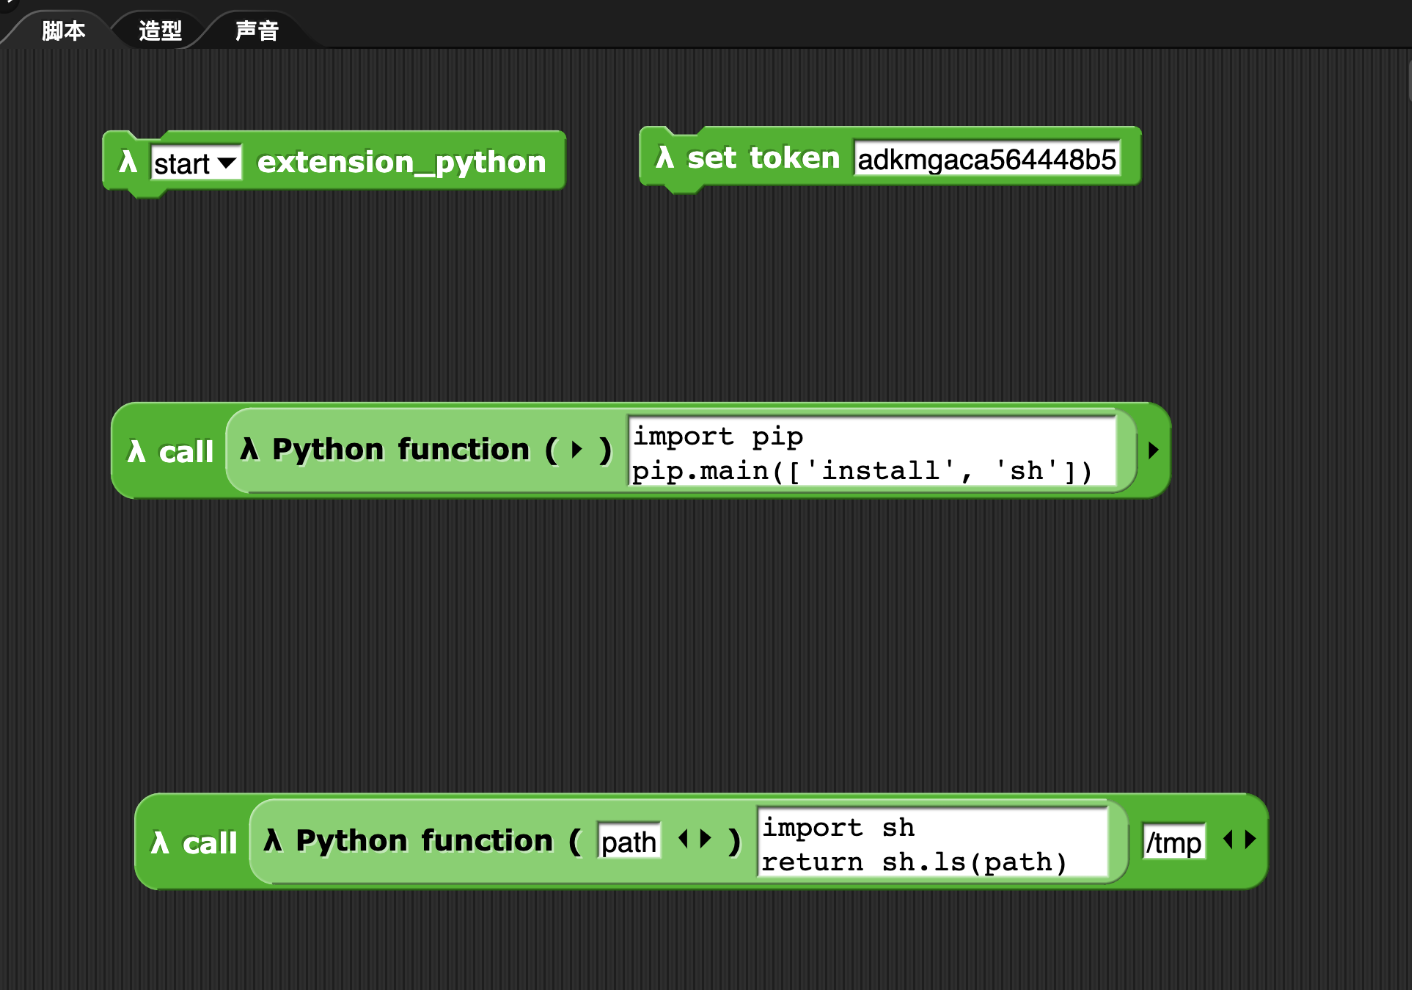 脚本 造型 声音
λ start extension_python
λ set token adkmgaca564448b5
λ call λ Python function ( ) import pip
pip.main(['install', 'sh'])
λ call λ Python function ( path ) import sh
return sh.ls(path) /tmp